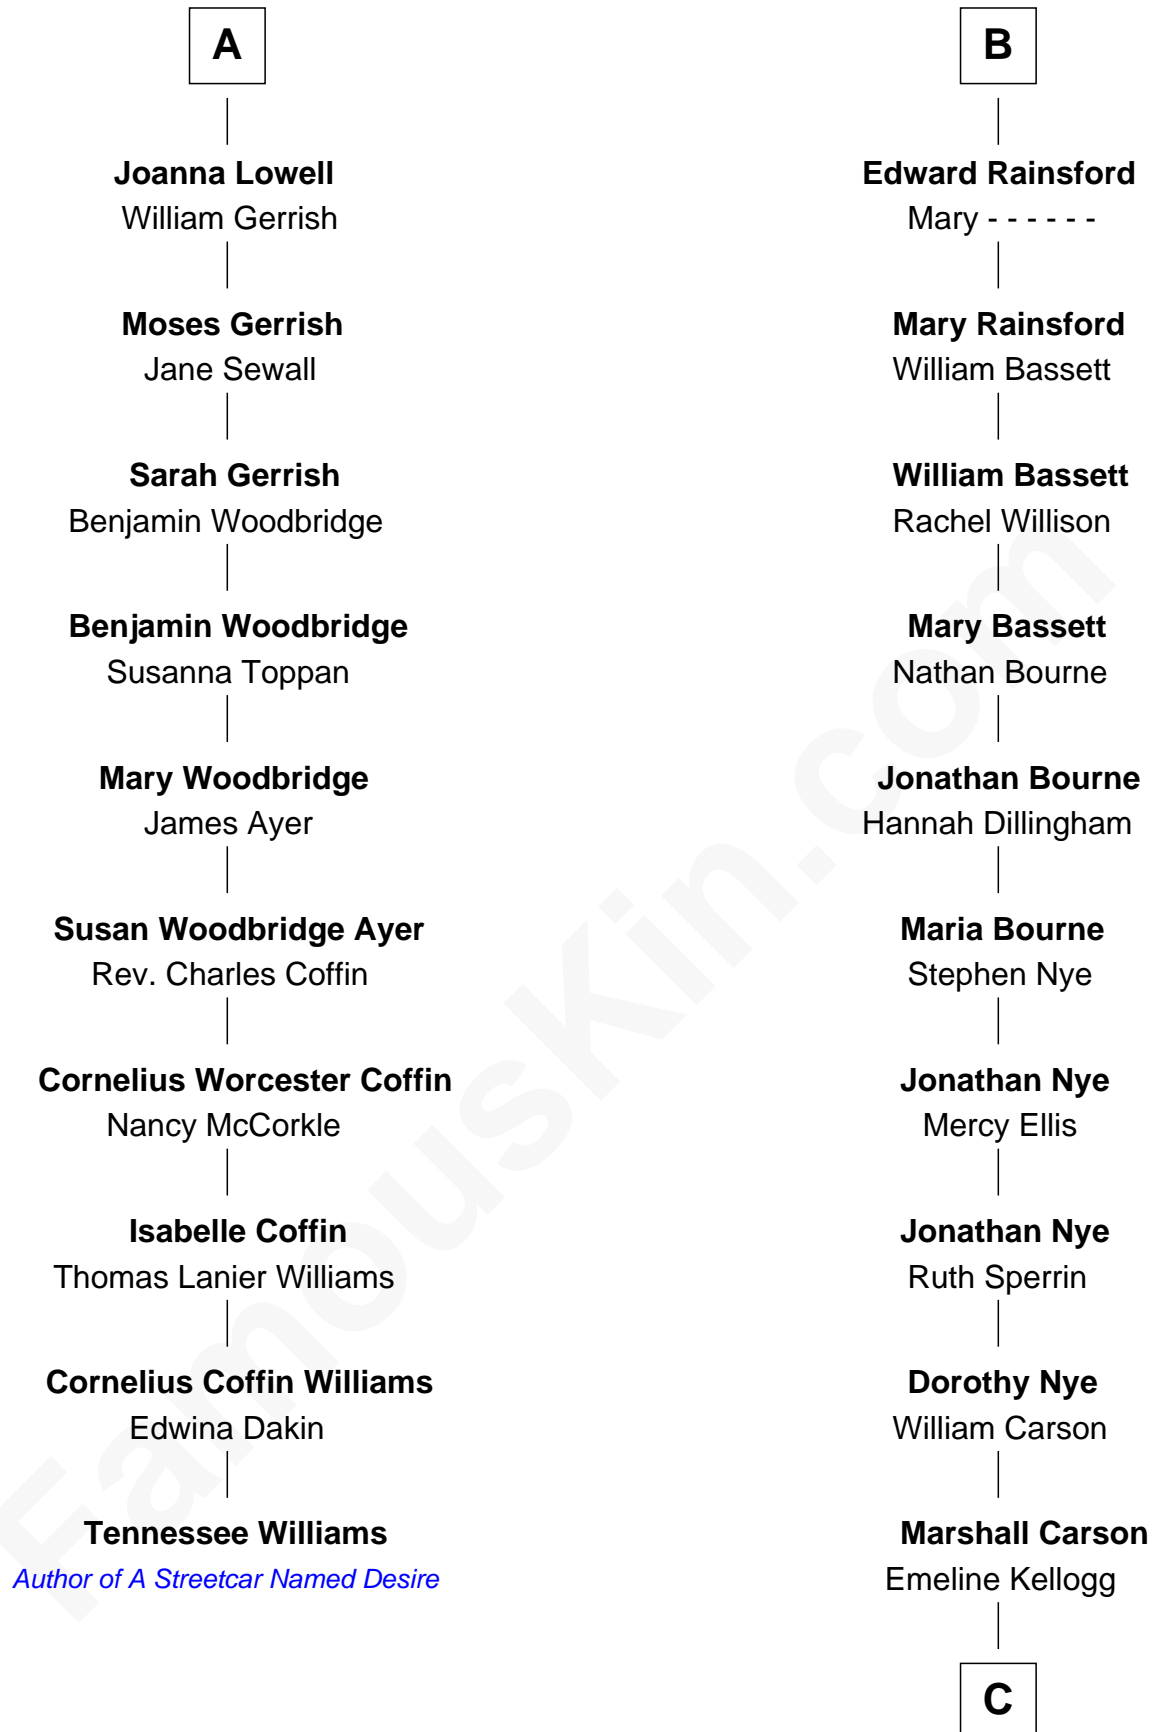 A
Joanna Lowell
William Gerrish
Moses Gerrish
Jane Sewall
Sarah Gerrish
Benjamin Woodbridge
Benjamin Woodbridge
Susanna Toppan
Mary Woodbridge
James Ayer
Susan Woodbridge Ayer
Rev. Charles Coffin
Cornelius Worcester Coffin
Nancy McCorkle
Isabelle Coffin
Thomas Lanier Williams
Cornelius Coffin Williams
Edwina Dakin
Tennessee Williams
Author of A Streetcar Named Desire
B
Edward Rainsford
Mary - - - - - -
Mary Rainsford
William Bassett
William Bassett
Rachel Willison
Mary Bassett
Nathan Bourne
Jonathan Bourne
Hannah Dillingham
Maria Bourne
Stephen Nye
Jonathan Nye
Mercy Ellis
Jonathan Nye
Ruth Sperrin
Dorothy Nye
William Carson
Marshall Carson
Emeline Kellogg
C
FamousKin.com